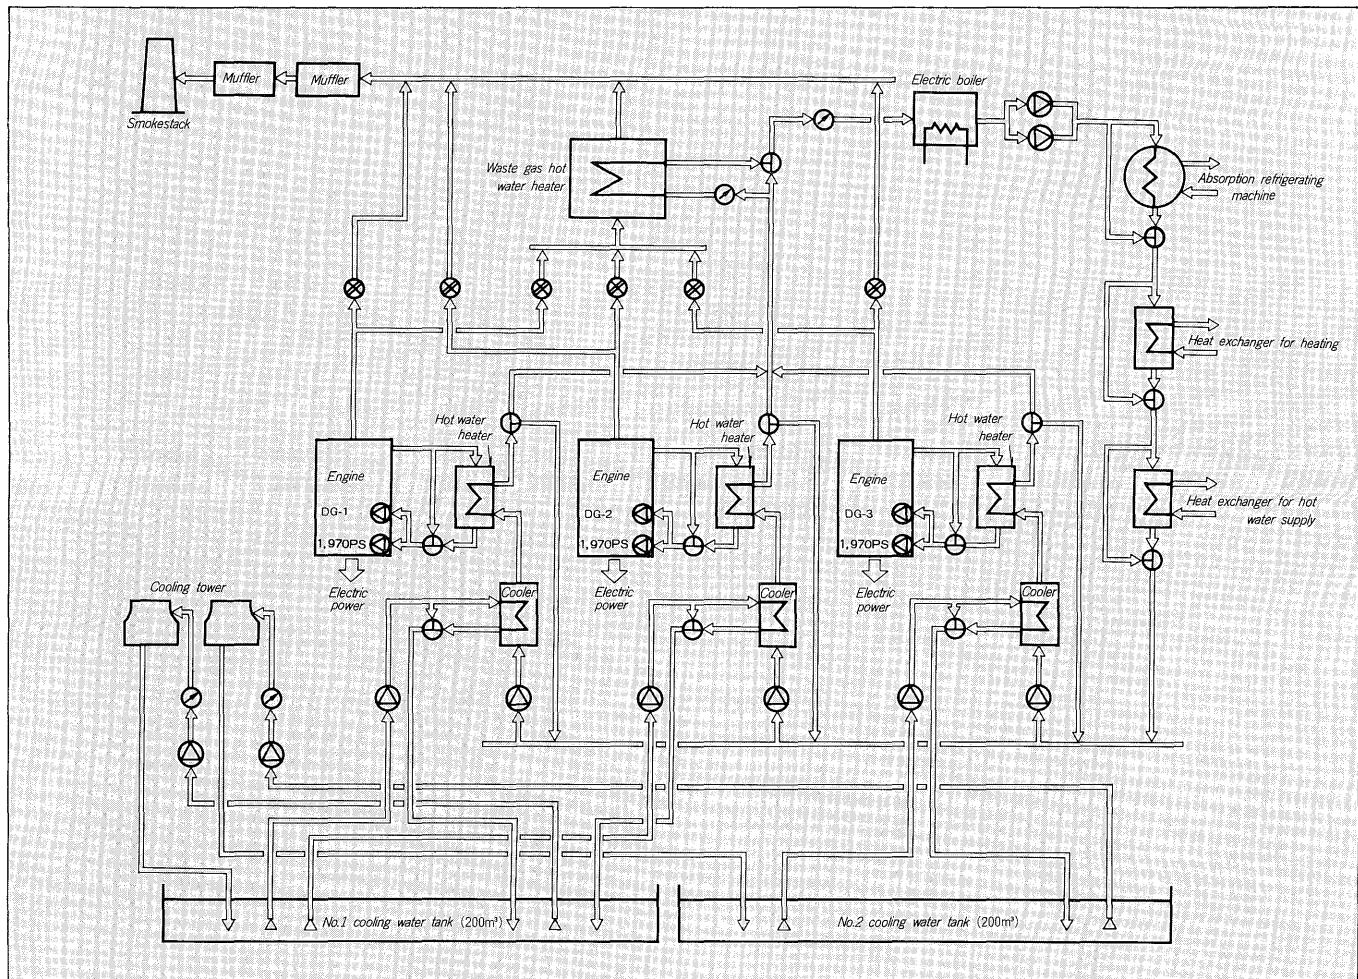 Muffler
Muffler
Smokestack
Electric boiler
Waste gas hot
water heater
Absorption refrigerating
machine
Heat exchanger for heating
Hot water
heater
Hot water
heater
Hot water
heater
Engine
DG-1
1,970PS
Electric
power
Engine
DG-2
1,970PS
Electric
power
Engine
DG-3
1,970PS
Electric
power
Heat exchanger for hot
water supply
Cooling tower
Cooler
Cooler
Cooler
No.1 cooling water tank (200m³)
No.2 cooling water tank (200m³)